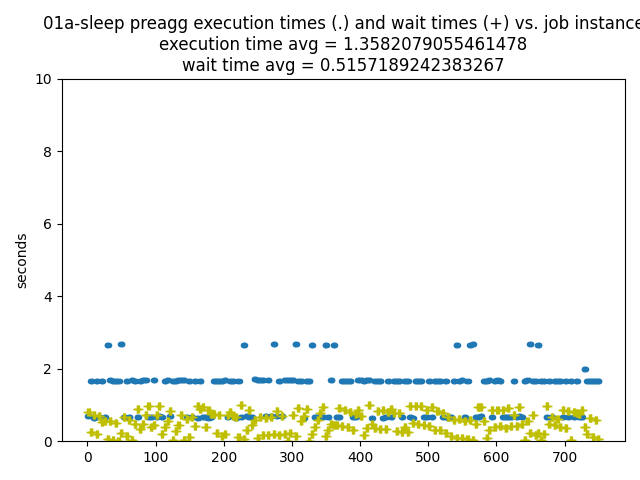 01a-sleep preagg execution times (.) and wait times (+) vs. job instance
execution time avg = 1.3582079055461478
wait time avg = 0.5157189242383267
10
8
6
4
2
0
seconds
0 100 200 300 400 500 600 700